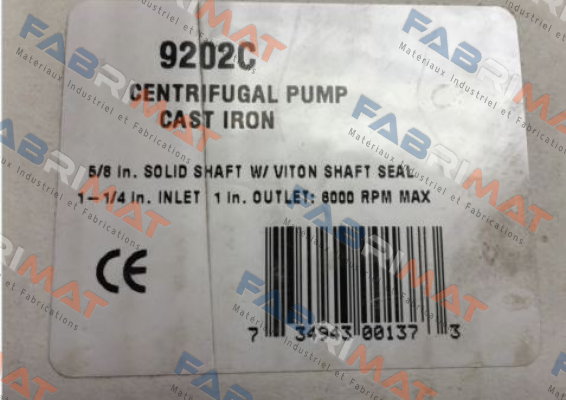 9202C
CENTRIFUGAL PUMP
CAST IRON
5/8 in. SOLID SHAFT W/ VITON SHAFT SEAL
1-1/4 in. INLET 1 in. OUTLET: 6000 RPM MAX
CE
7 34943 00137 3
FABRIMAT
Materiaux Industriel et Fabrications